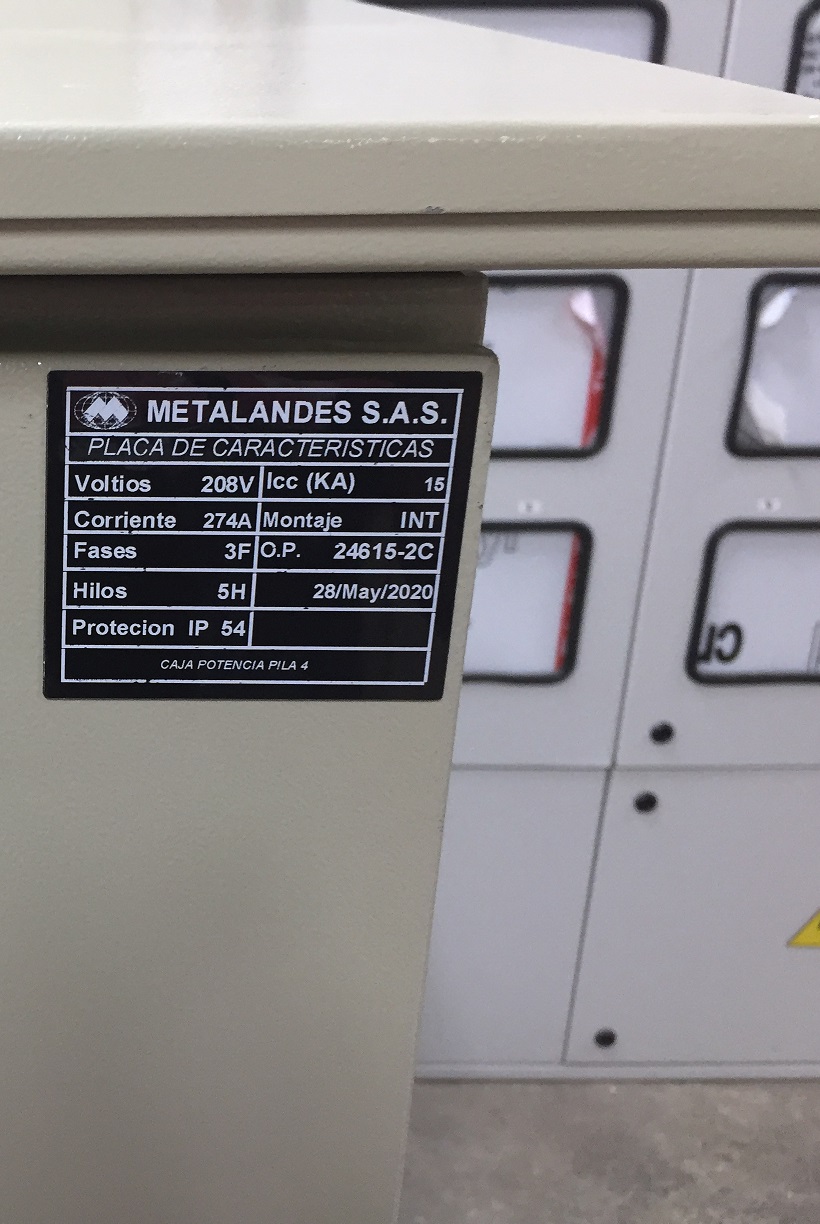 METALANDES S.A.S.
PLACA DE CARACTERISTICAS
Voltios 208V Icc (KA) 15
Corriente 274A Montaje INT
Fases 3F O.P. 24615-2C
Hilos 5H 28/May/2020
Protecion IP 54
CAJA POTENCIA PILA 4